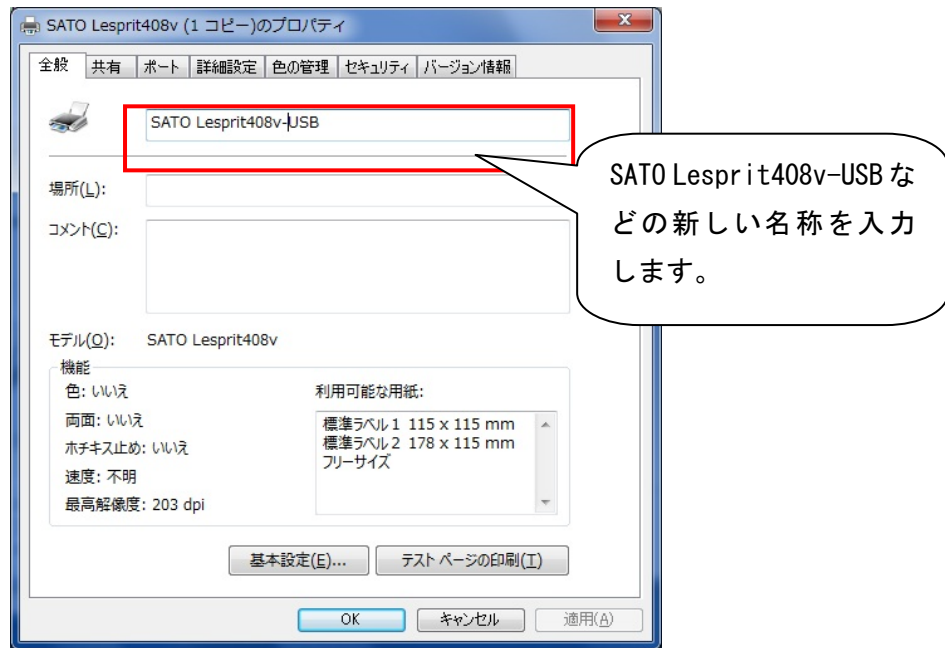 SATO Lesprit408v (1 コピー)のプロパティ
全般 共有 ポート 詳細設定 色の管理 セキュリティ バージョン情報
SATO Lesprit408v-USB
SATO Lesprit408v-USB な
どの新しい名称を入力
します。
場所(L):
コメント(C):
モデル(O): SATO Lesprit408v
機能
色: いいえ
両面: いいえ
ホチキス止め: いいえ
速度: 不明
最高解像度: 203 dpi
利用可能な用紙:
標準ラベル 1 115 x 115 mm
標準ラベル 2 178 x 115 mm
フリーサイズ
基本設定(E)... テスト ページの印刷(T)
OK キャンセル 適用(A)